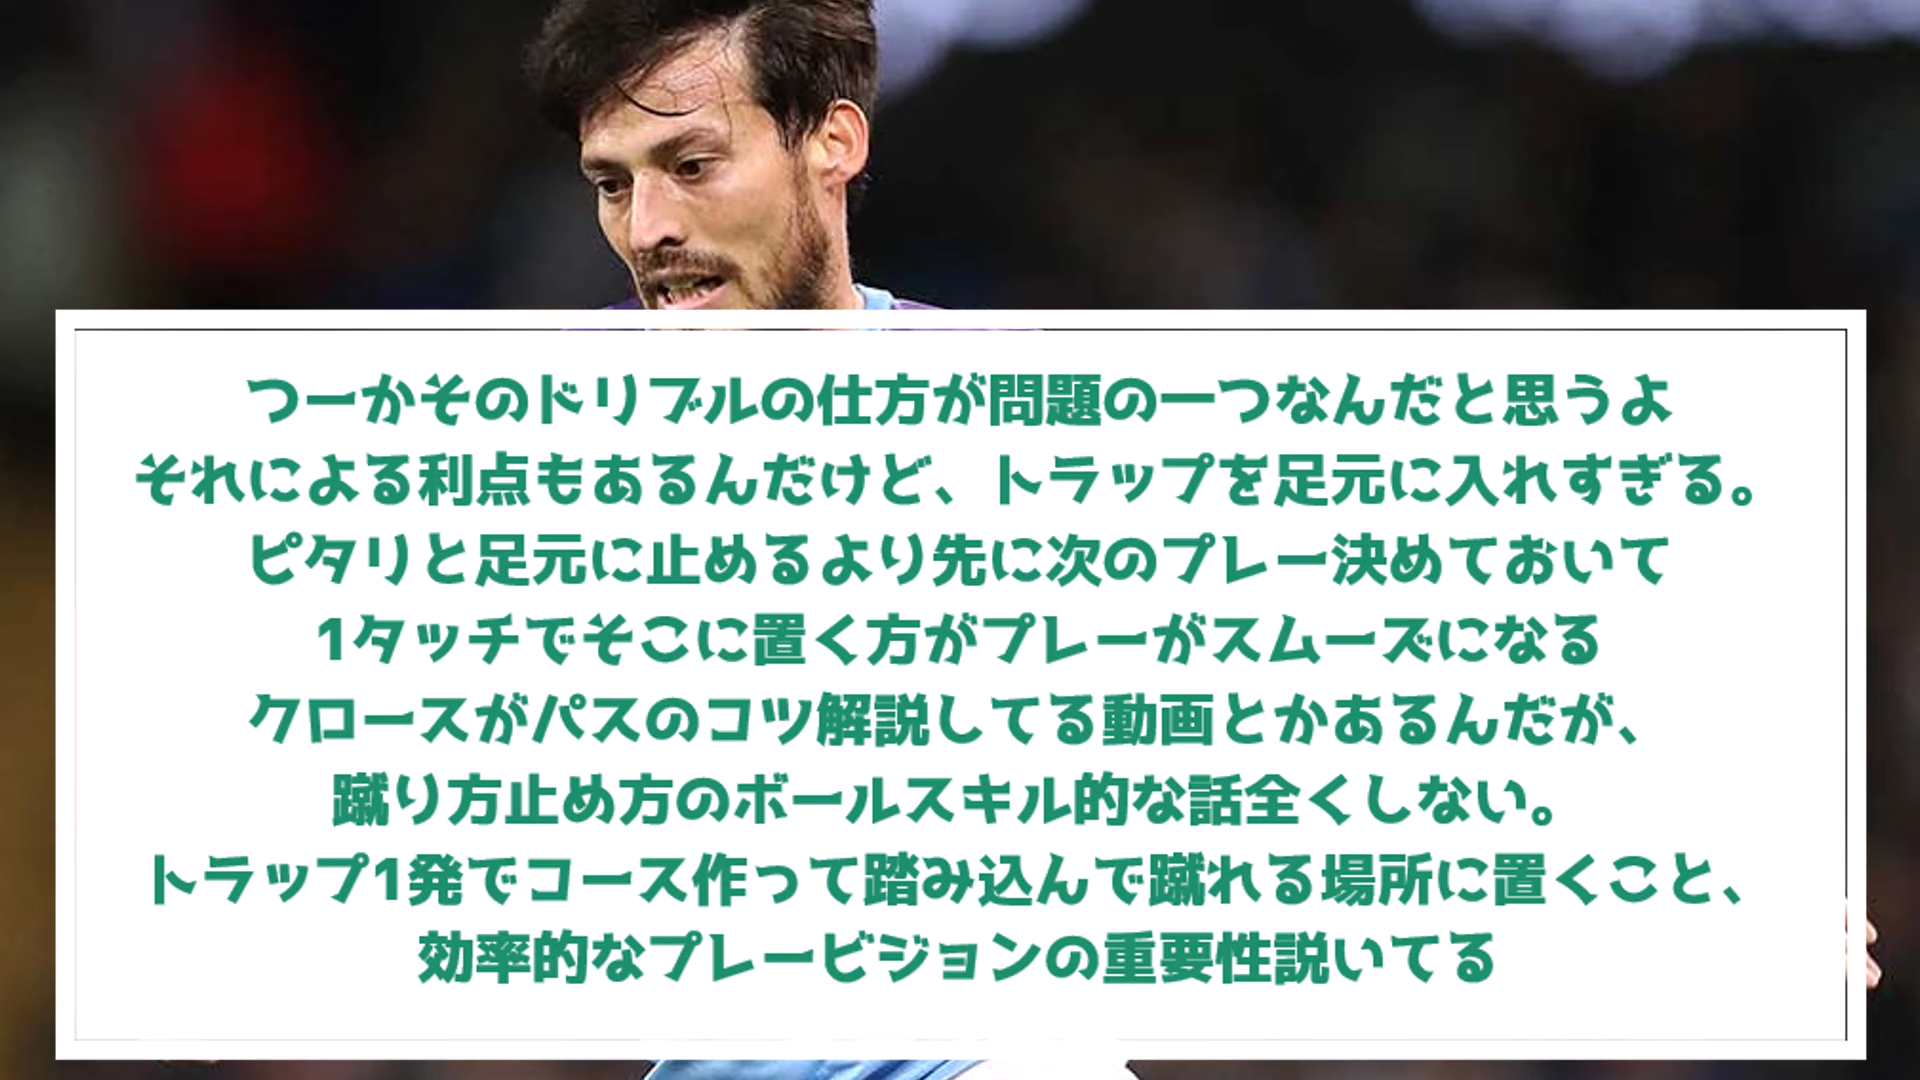 つーかそのドリブルの仕方が問題の一つなんだと思うよ
それによる利点もあるんだけど、トラップを足元に入れすぎる。
ピタリと足元に止めるより先に次のプレー決めておいて
1タッチでそこに置く方がプレーがスムーズになる
クロースがパスのコツ解説してる動画とかあるんだが、
蹴り方止め方のボールスキル的な話全くしない。
トラップ1発でコース作って踏み込んで蹴れる場所に置くこと、
効率的なプレービジョンの重要性説いてる